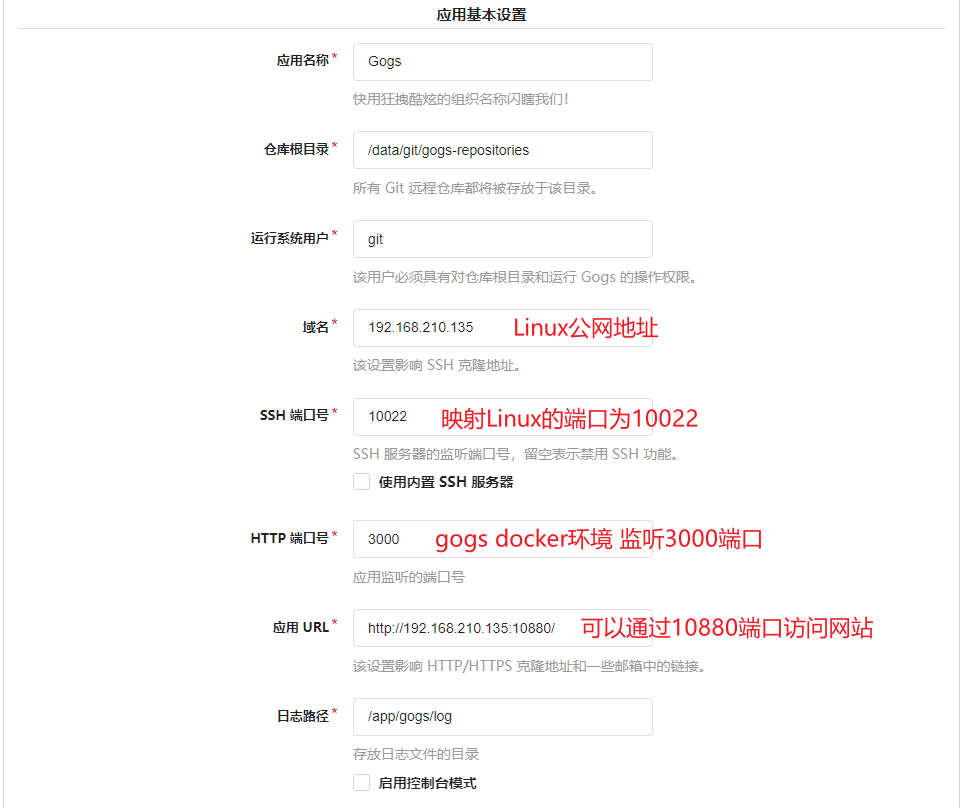 应用基本设置
应用名称* Gogs
快用狂拽酷炫的组织名称闪瞎我们！
仓库根目录* /data/git/gogs-repositories
所有 Git 远程仓库都将被存放于该目录。
运行系统用户* git
该用户必须具有对仓库根目录和运行 Gogs 的操作权限。
域名* 192.168.210.135 Linux公网地址
该设置影响 SSH 克隆地址。
SSH 端口号* 10022 映射Linux的端口为10022
SSH 服务器的监听端口号，留空表示禁用 SSH 功能。
使用内置 SSH 服务器
HTTP 端口号* 3000 gogs docker环境 监听3000端口
应用监听的端口号
应用 URL* http://192.168.210.135:10880/ 可以通过10880端口访问网站
该设置影响 HTTP/HTTPS 克隆地址和一些邮箱中的链接。
日志路径* /app/gogs/log
存放日志文件的目录
启用控制台模式